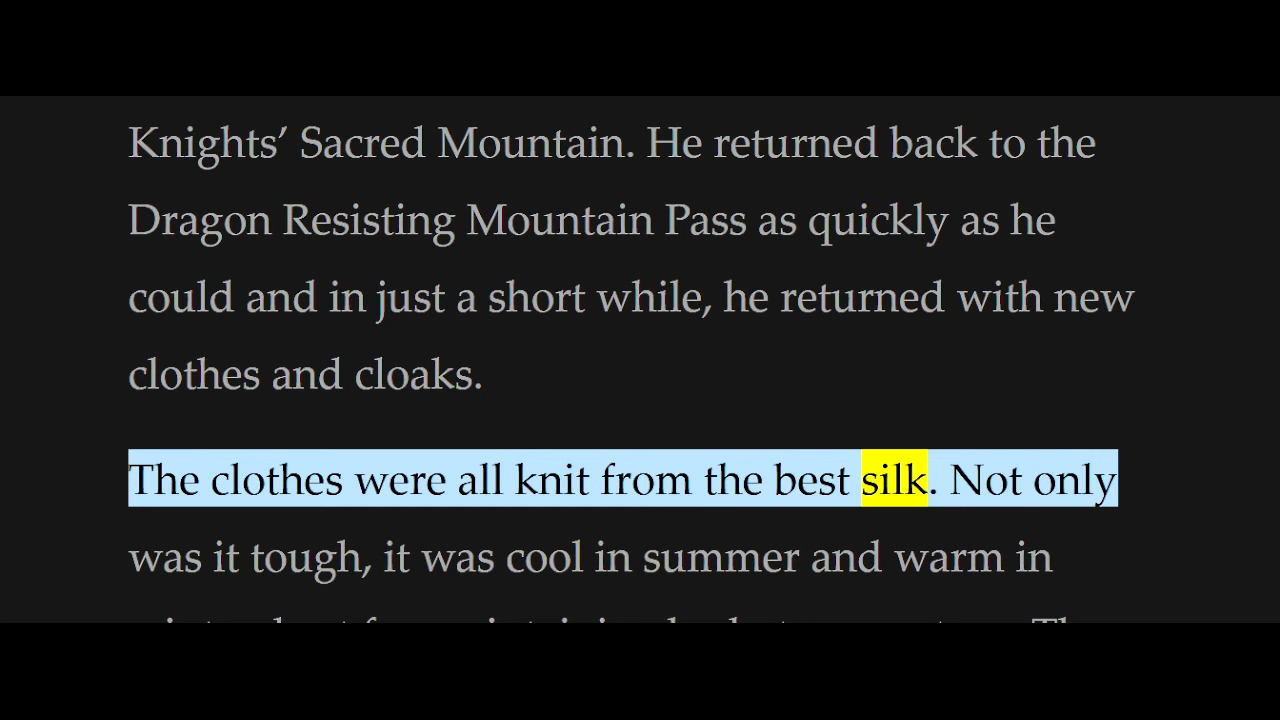 Knights’ Sacred Mountain. He returned back to the
Dragon Resisting Mountain Pass as quickly as he
could and in just a short while, he returned with new
clothes and cloaks.
The clothes were all knit from the best silk. Not only
was it tough, it was cool in summer and warm in